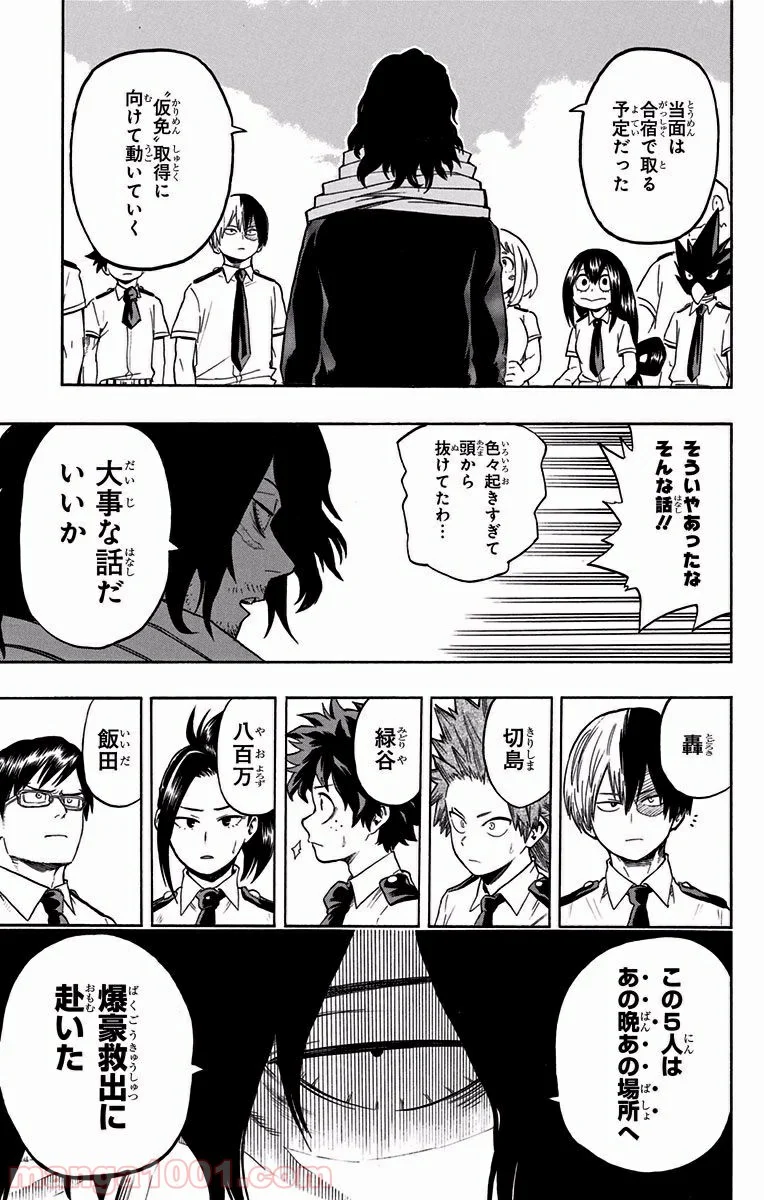 当面は
合宿で取る
予定だった
“仮免”取得に
向けて動いていく
そういやあったな
そんな話!!
色々起きすぎて
頭から
抜けてたわ…
大事な話だ
いいか
轟
切島
緑谷
八百万
飯田
この5人は
あの晩あの場所へ
爆豪救出に
赴いた
manga1001.com